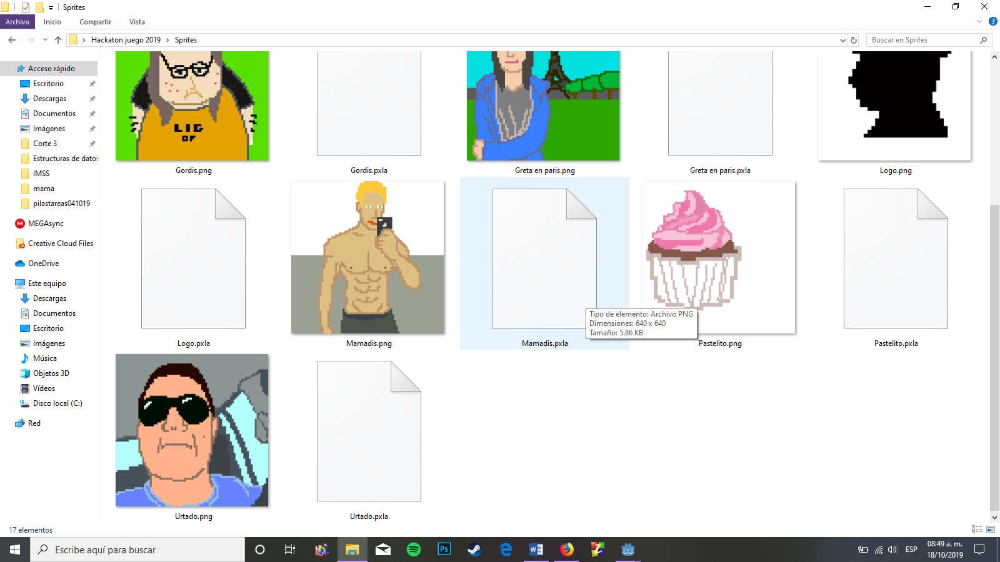 Sprites
Archivo
Inicio
Compartir
Vista
Hackaton juego 2019 > Sprites
Buscar en Sprites
Acceso rápido
Escritorio
Descargas
Documentos
Imágenes
Corte 3
Estructuras de datos
IMSS
mama
pilastareas041019
MEGAsync
Creative Cloud Files
OneDrive
Este equipo
Descargas
Documentos
Escritorio
Imágenes
Música
Objetos 3D
Vídeos
Disco local (C:)
Red
LIG
OF
Gordis.png
Gordis.pxla
Greta en paris.png
Greta en paris.pxla
Logo.png
Logo.pxla
Mamadis.png
Mamadis.pxla
Pastelito.png
Pastelito.pxla
Tipo de elemento: Archivo PNG
Dimensiones: 640 x 640
Tamaño: 5.86 KB
Urtado.png
Urtado.pxla
17 elementos
Escribe aquí para buscar
Ps
ESP
08:49 a. m.
18/10/2019